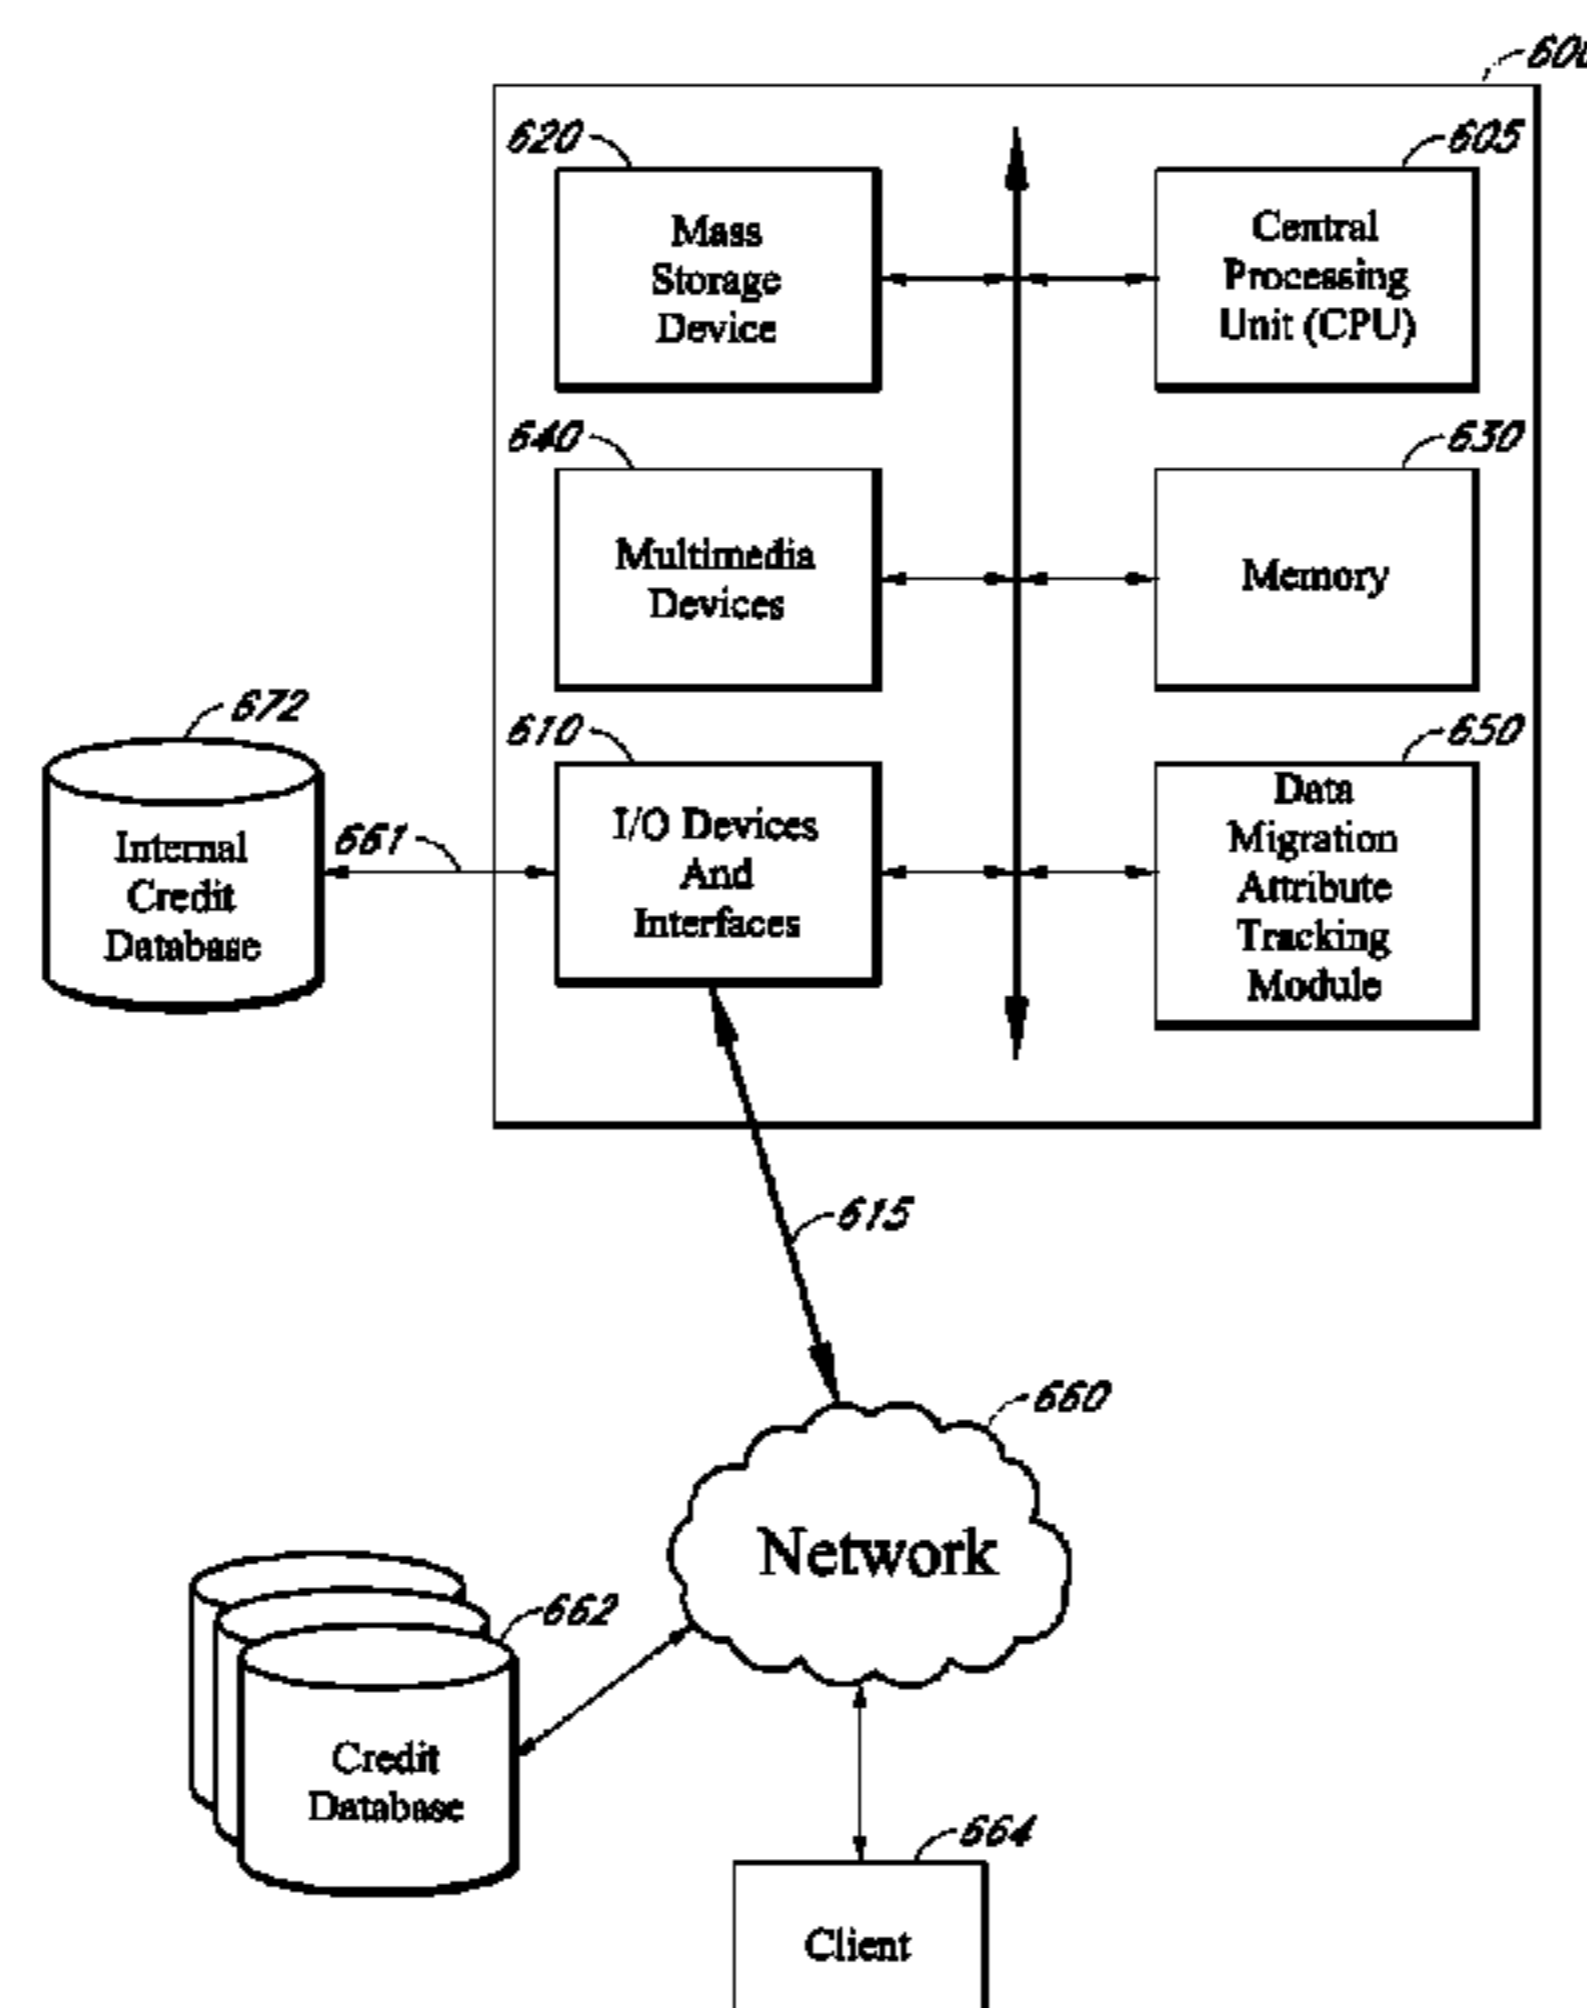 600
620
605
Mass
Storage
Device
Central
Processing
Unit (CPU)
640
630
Multimedia
Devices
Memory
672
610
650
Internal
Credit
Database
661
I/O Devices
And
Interfaces
Data
Migration
Attribute
Tracking
Module
615
660
Network
662
Credit
Database
664
Client